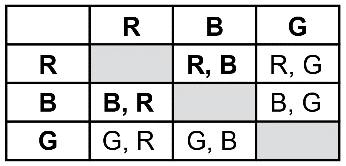 R B G
R R, B R, G
B B, R B, G
G G, R G, B